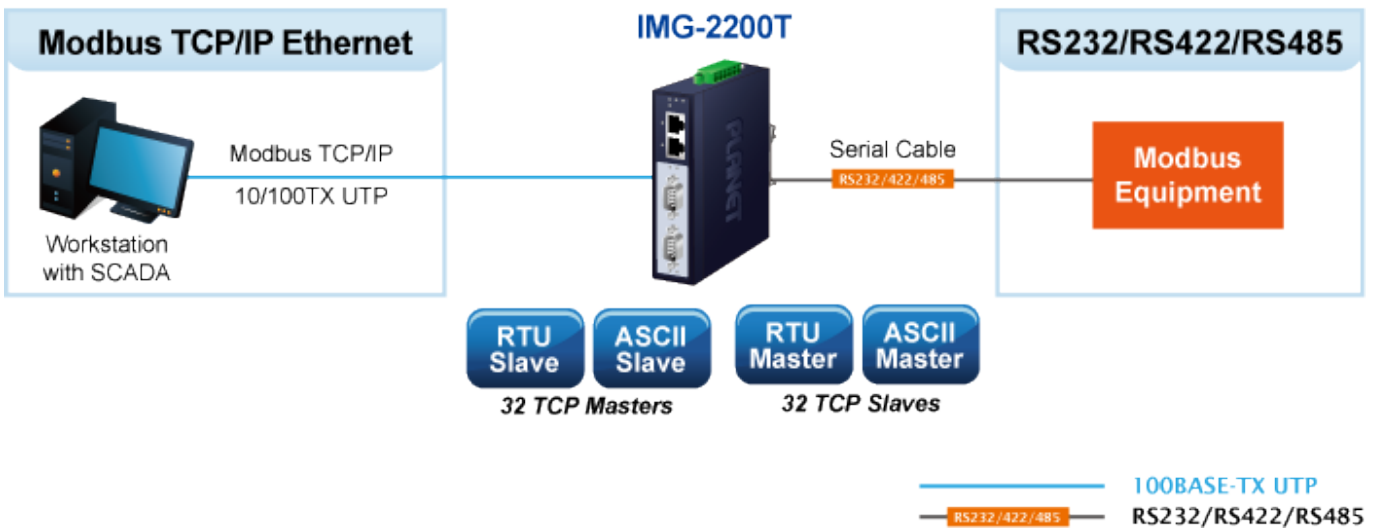 Modbus TCP/IP Ethernet
IMG-2200T
RS232/RS422/RS485
Modbus TCP/IP
10/100TX UTP
Workstation
with SCADA
PLANET
Serial Cable
RS232/422/485
Modbus
Equipment
RTU
Slave
ASCII
Slave
RTU
Master
ASCII
Master
32 TCP Masters
32 TCP Slaves
100BASE-TX UTP
RS232/422/485
RS232/RS422/RS485